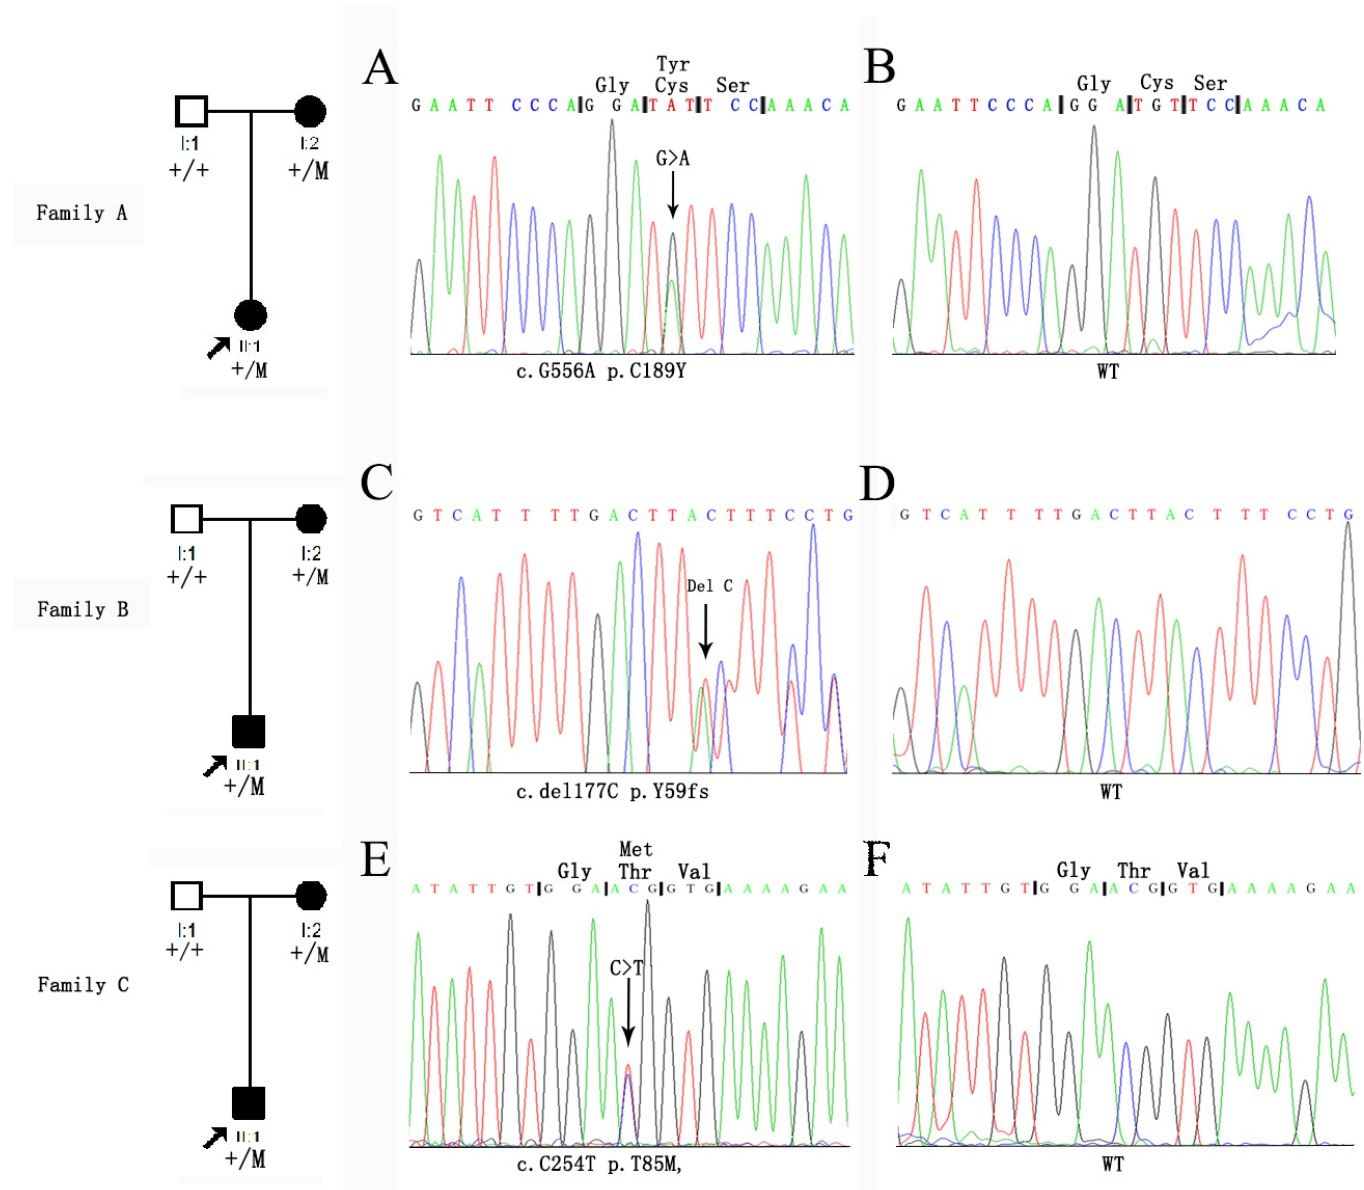 A
B
Tyr
Gly Cys Ser
Gly Cys Ser
G A A T T C C C A G G A T A T T C C A A A C A
G A A T T C C C A G G A T G T T C C A A A C A
G>A
I:1
I:2
+/+
+/M
Family A
II:1
+/M
c.G556A p.C189Y
WT
C
D
G T C A T T T T G A C T T A C T T T C C T G
G T C A T T T T G A C T T A C T T T C C T G
Del C
I:1
I:2
+/+
+/M
Family B
II:1
+/M
c.del177C p.Y59fs
WT
E
F
Met
Gly Thr Val
Gly Thr Val
A T A T T G T G G A A C G G T G A A A A G A A
A T A T T G T G G A A C G G T G A A A A G A A
C>T
I:1
I:2
+/+
+/M
Family C
II:1
+/M
c.C254T p.T85M,
WT